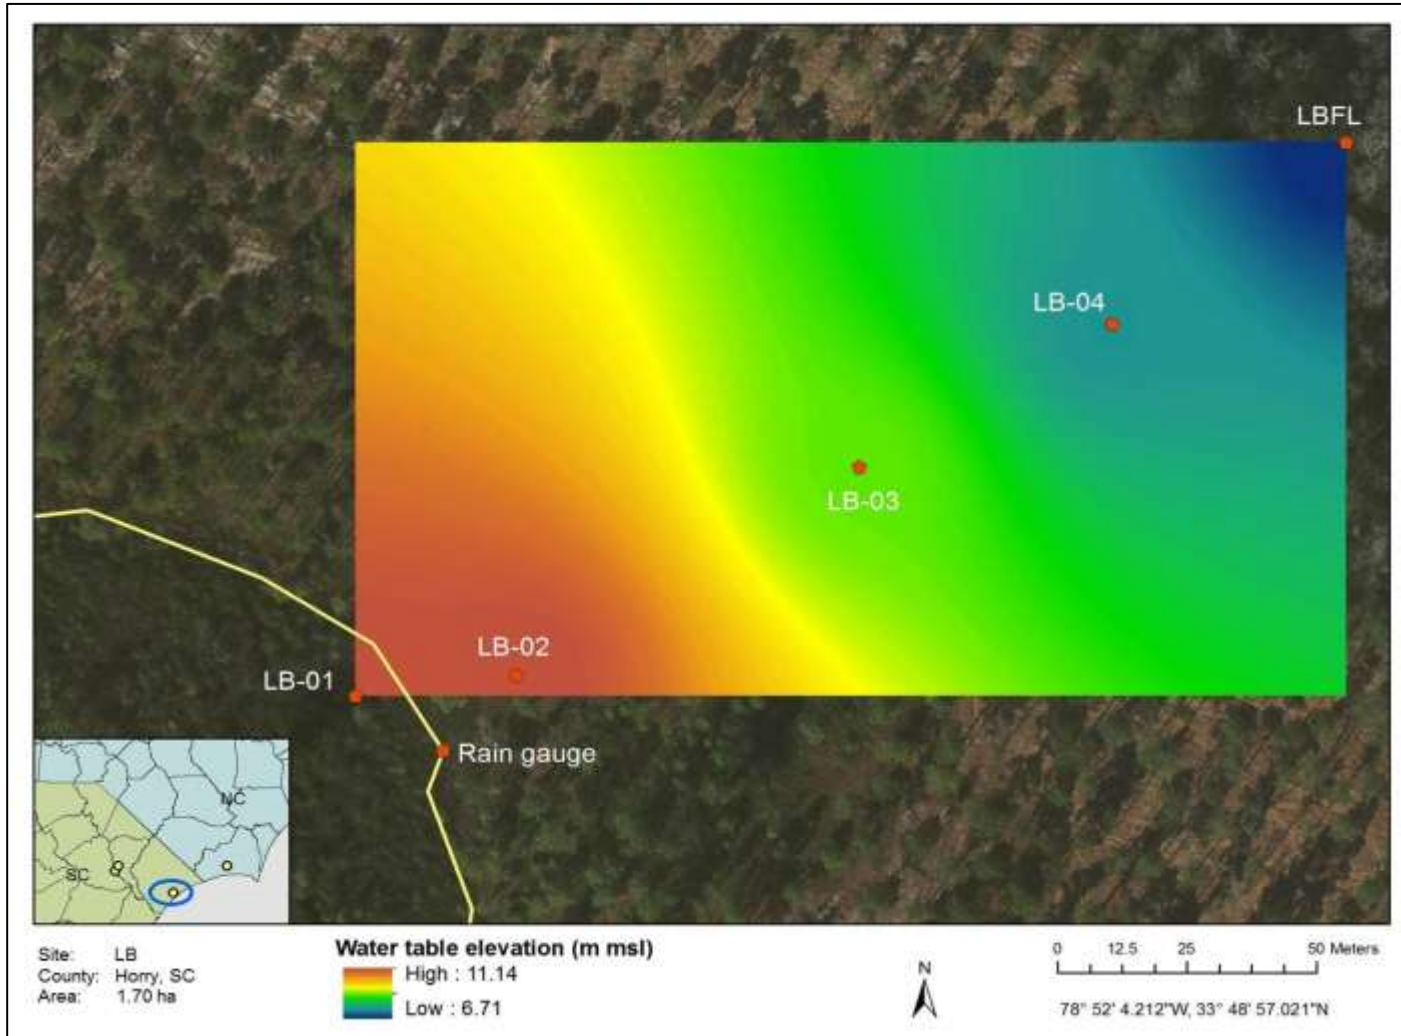 LBFL
LB-04
LB-03
LB-02
LB-01
Rain gauge
NC
SC
Site: LB
County: Horry, SC
Area: 1.70 ha
Water table elevation (m msl)
High : 11.14
Low : 6.71
N
0 12.5 25 50 Meters
78° 52' 4.212"W, 33° 48' 57.021"N